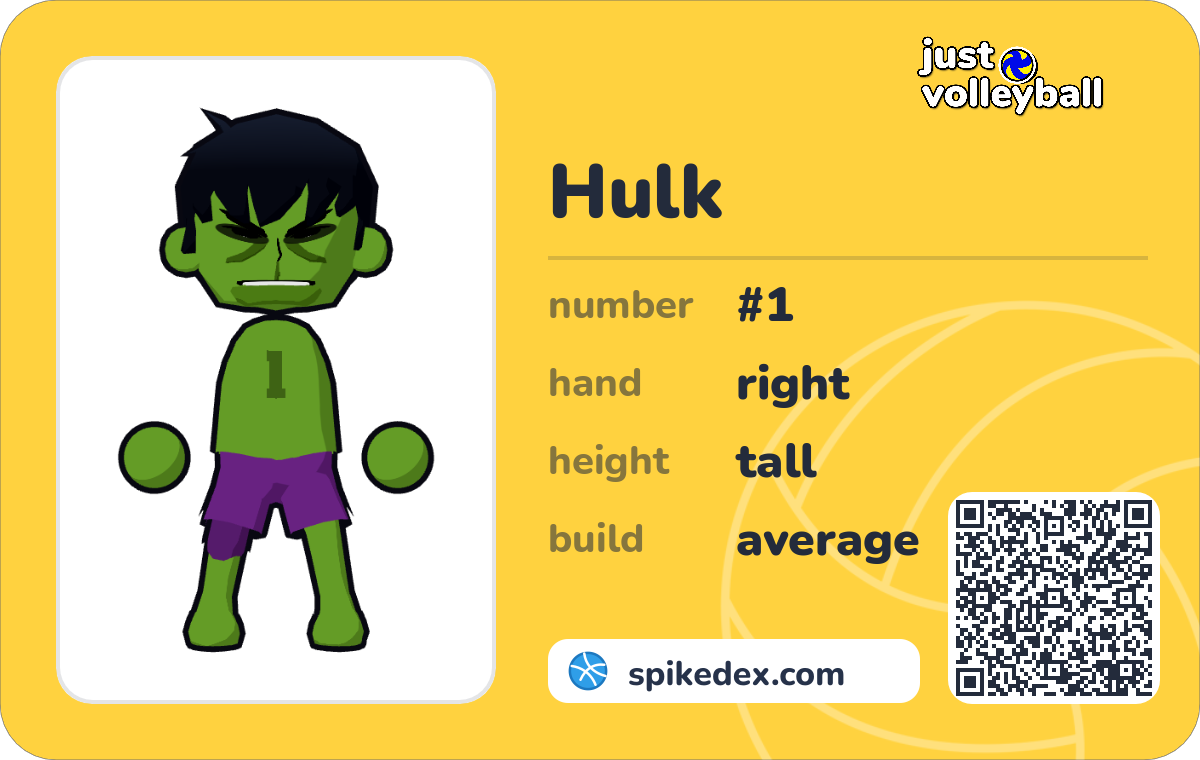 just
volleyball
Hulk
number #1
hand right
height tall
build average
1
spikedex.com